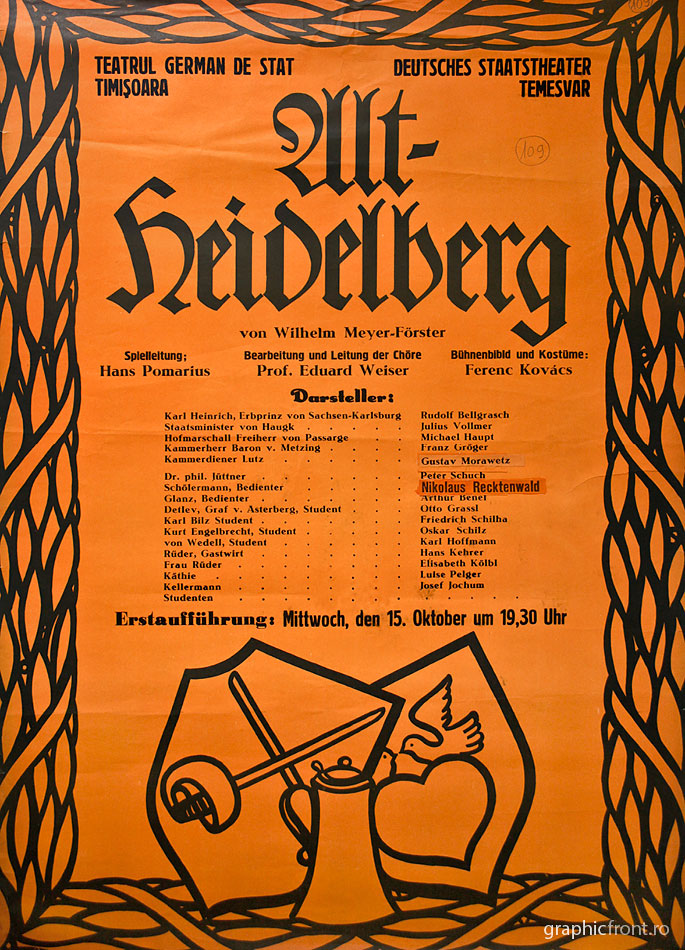 109
TEATRUL GERMAN DE STAT
TIMIȘOARA
DEUTSCHES STAATSTHEATER
TEMESVAR
109
Alt-
Heidelberg
von Wilhelm Meyer-Förster
Spielleitung;
Hans Pomarius
Bearbeitung und Leitung der Chöre
Prof. Eduard Weiser
Bühnenbibld und Kostüme:
Ferenc Kovács
Darsteller:
Karl Heinrich, Erbprinz von Sachsen-Karlsburg Rudolf Bellgrasch
Staatsminister von Haugk . . . . . . Julius Vollmer
Hofmarschall Freiherr von Passarge . . Michael Haupt
Kammerherr Baron v. Metzing . . . . Franz Gröger
Kammerdiener Lutz . . . . . . Gustav Morawetz
Dr. phil. Jüttner . . . . . . Peter Schuch
Schölermann, Bedienter . . . . . Nikolaus Recktenwald
Glanz, Bedienter . . . . . . . Arthur Benel
Detlev, Graf v. Asterberg, Student . . . Otto Grassl
Karl Bilz Student . . . . . . . Friedrich Schilha
Kurt Engelbrecht, Student . . . . . Oskar Schilz
von Wedell, Student . . . . . . Karl Hoffmann
Rüder, Gastwirt . . . . . . . Hans Kehrer
Frau Rüder . . . . . . . . Elisabeth Kölbl
Käthie . . . . . . . . . Luise Pelger
Kellermann . . . . . . . . Josef Jochum
Studenten . . . . . . . . . . . . .
Erstaufführung: Mittwoch, den 15. Oktober um 19,30 Uhr
graphicfront.ro